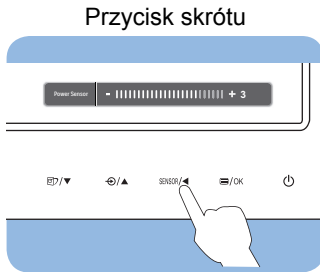 Przycisk skrótu
Power Sensor - + 3
/▼ /▲ SENSOR/◄ /OK